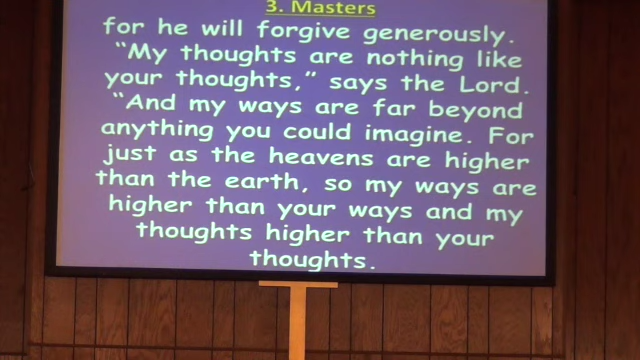 3. Masters
for he will forgive generously.
“My thoughts are nothing like
your thoughts,” says the Lord.
“And my ways are far beyond
anything you could imagine. For
just as the heavens are higher
than the earth, so my ways are
higher than your ways and my
thoughts higher than your
thoughts.